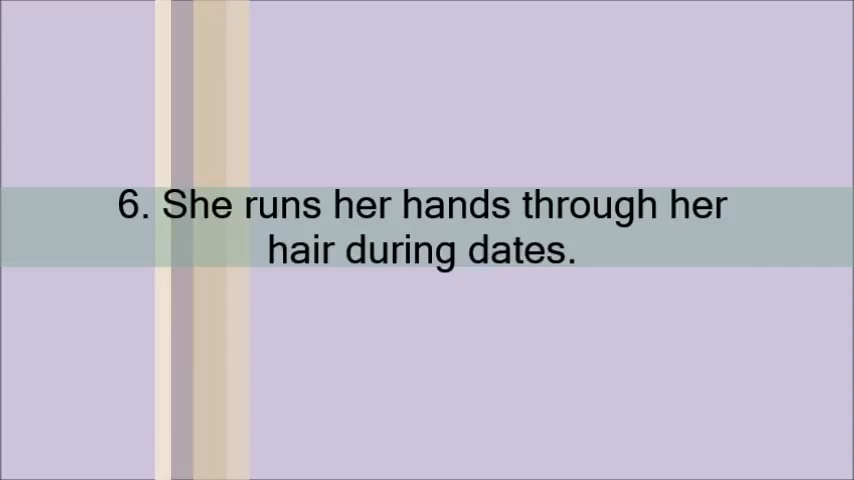 6. She runs her hands through her
hair during dates.